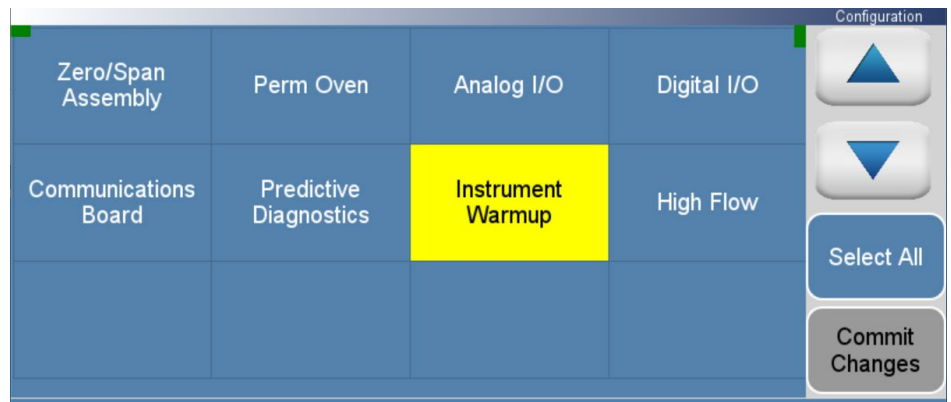 Configuration
Zero/Span
Assembly
Perm Oven
Analog I/O
Digital I/O
Communications
Board
Predictive
Diagnostics
Instrument
Warmup
High Flow
Select All
Commit
Changes